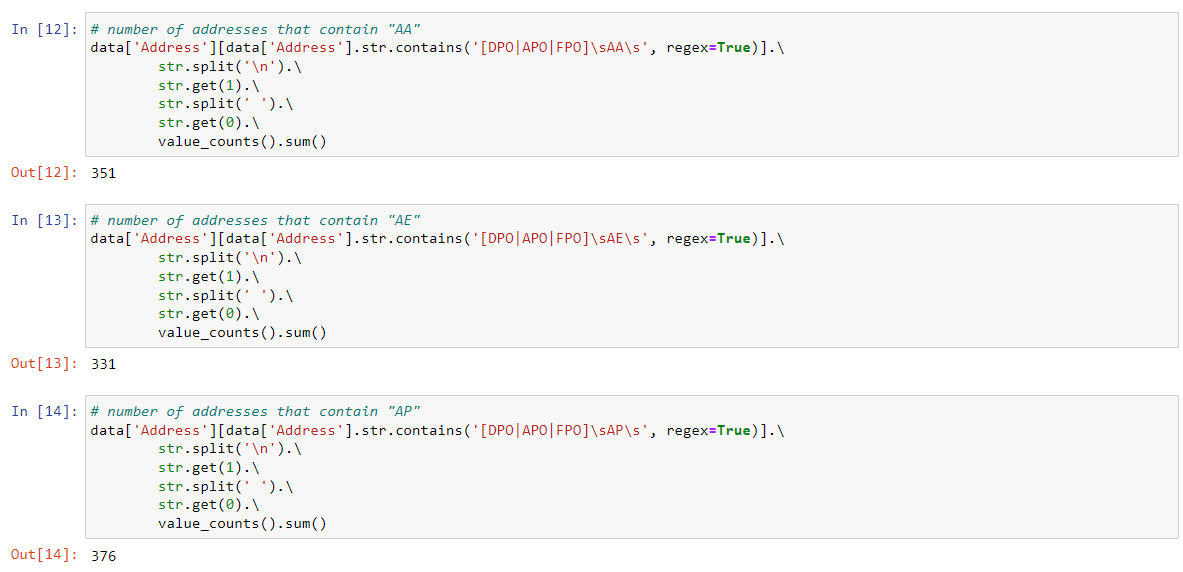 In [12]: # number of addresses that contain "AA"
data['Address'][data['Address'].str.contains('[DPO|APO|FPO]\sAA\s', regex=True)].\
        str.split('\n').\
        str.get(1).\
        str.split(' ').\
        str.get(0).\
        value_counts().sum()
Out[12]: 351
In [13]: # number of addresses that contain "AE"
data['Address'][data['Address'].str.contains('[DPO|APO|FPO]\sAE\s', regex=True)].\
        str.split('\n').\
        str.get(1).\
        str.split(' ').\
        str.get(0).\
        value_counts().sum()
Out[13]: 331
In [14]: # number of addresses that contain "AP"
data['Address'][data['Address'].str.contains('[DPO|APO|FPO]\sAP\s', regex=True)].\
        str.split('\n').\
        str.get(1).\
        str.split(' ').\
        str.get(0).\
        value_counts().sum()
Out[14]: 376